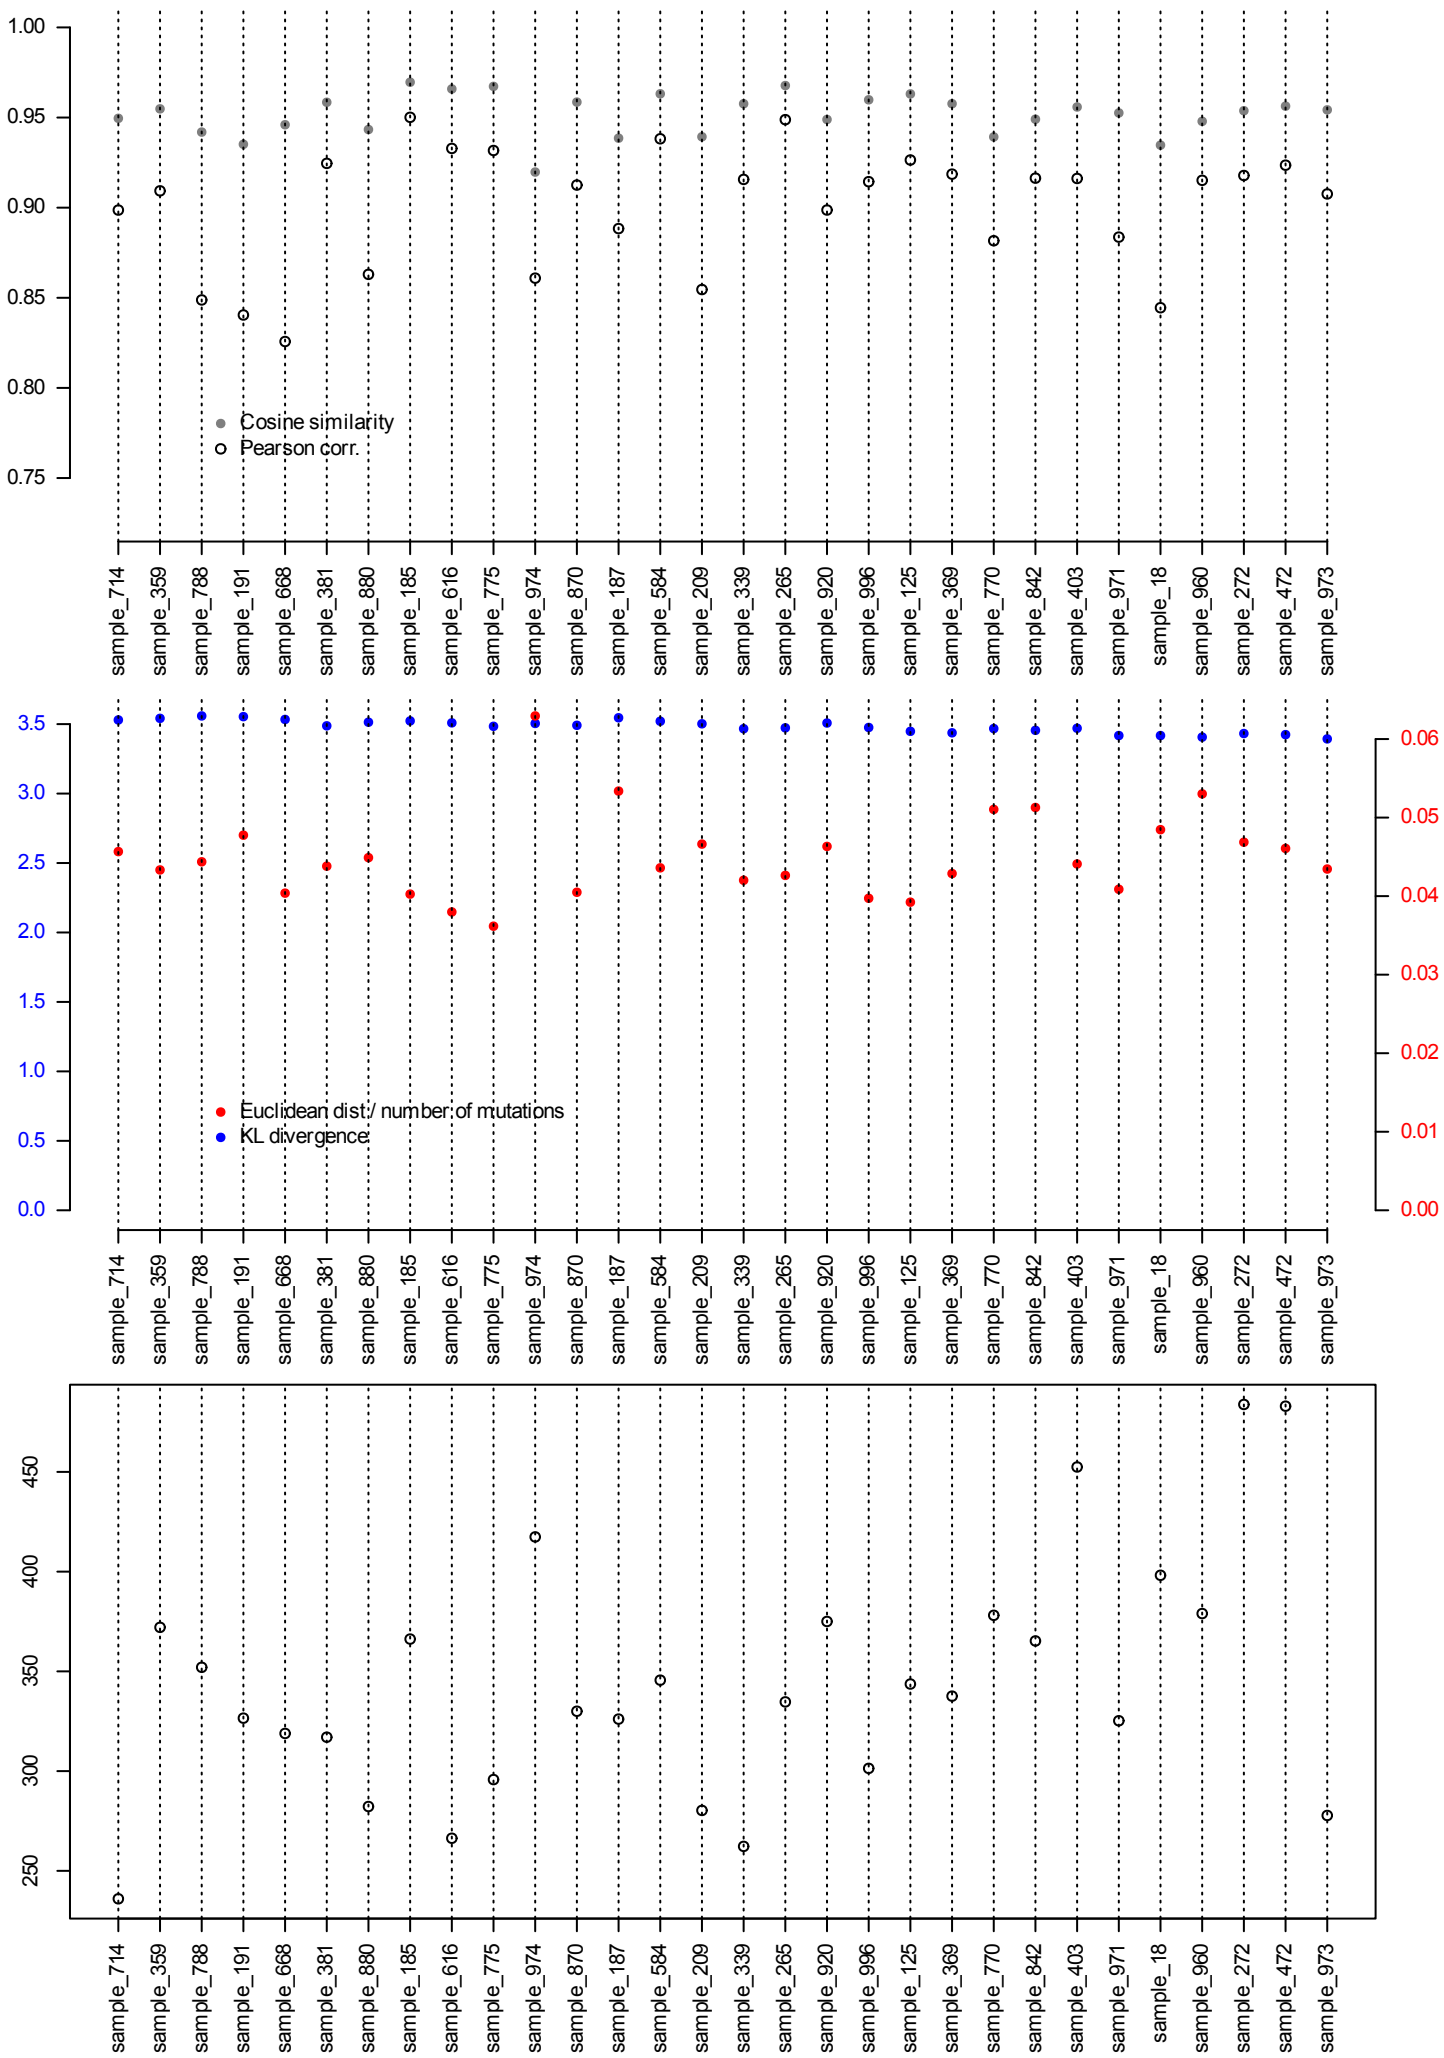 1.00
0.95
0.90
0.85
0.80
0.75
Cosine similarity
Pearson corr.
sample_714
sample_359
sample_788
sample_191
sample_668
sample_381
sample_880
sample_185
sample_616
sample_775
sample_974
sample_870
sample_187
sample_584
sample_209
sample_339
sample_265
sample_920
sample_996
sample_125
sample_369
sample_770
sample_842
sample_403
sample_971
sample_18
sample_960
sample_272
sample_472
sample_973
3.5
3.0
2.5
2.0
1.5
1.0
0.5
0.0
Euclidean dist./ number of mutations
KL divergence
0.06
0.05
0.04
0.03
0.02
0.01
0.00
sample_714
sample_359
sample_788
sample_191
sample_668
sample_381
sample_880
sample_185
sample_616
sample_775
sample_974
sample_870
sample_187
sample_584
sample_209
sample_339
sample_265
sample_920
sample_996
sample_125
sample_369
sample_770
sample_842
sample_403
sample_971
sample_18
sample_960
sample_272
sample_472
sample_973
450
400
350
300
250
sample_714
sample_359
sample_788
sample_191
sample_668
sample_381
sample_880
sample_185
sample_616
sample_775
sample_974
sample_870
sample_187
sample_584
sample_209
sample_339
sample_265
sample_920
sample_996
sample_125
sample_369
sample_770
sample_842
sample_403
sample_971
sample_18
sample_960
sample_272
sample_472
sample_973